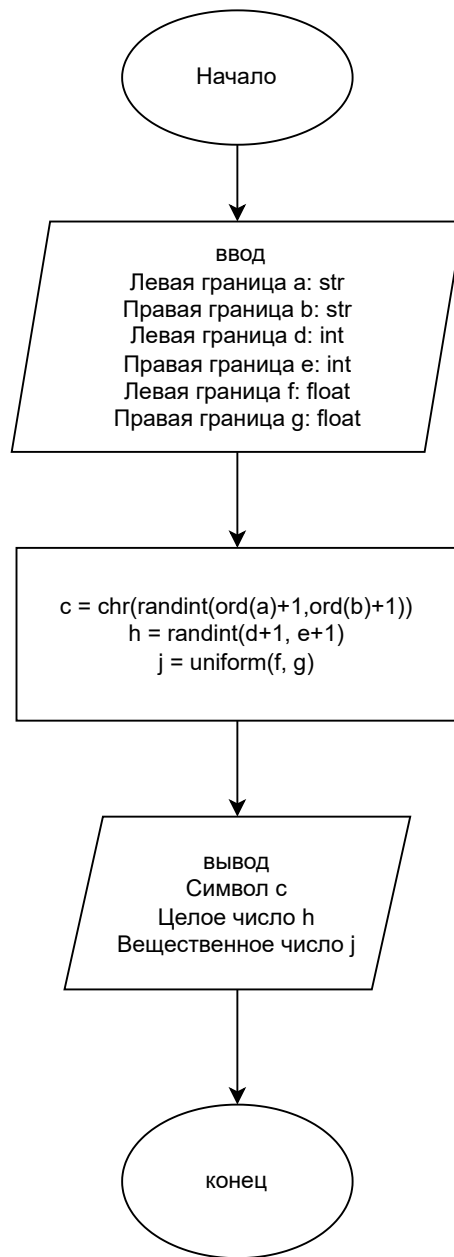 Начало
ввод
Левая граница a: str
Правая граница b: str
Левая граница d: int
Правая граница e: int
Левая граница f: float
Правая граница g: float
c = chr(randint(ord(a)+1,ord(b)+1))
h = randint(d+1, e+1)
j = uniform(f, g)
вывод
Символ c
Целое число h
Вещественное число j
конец